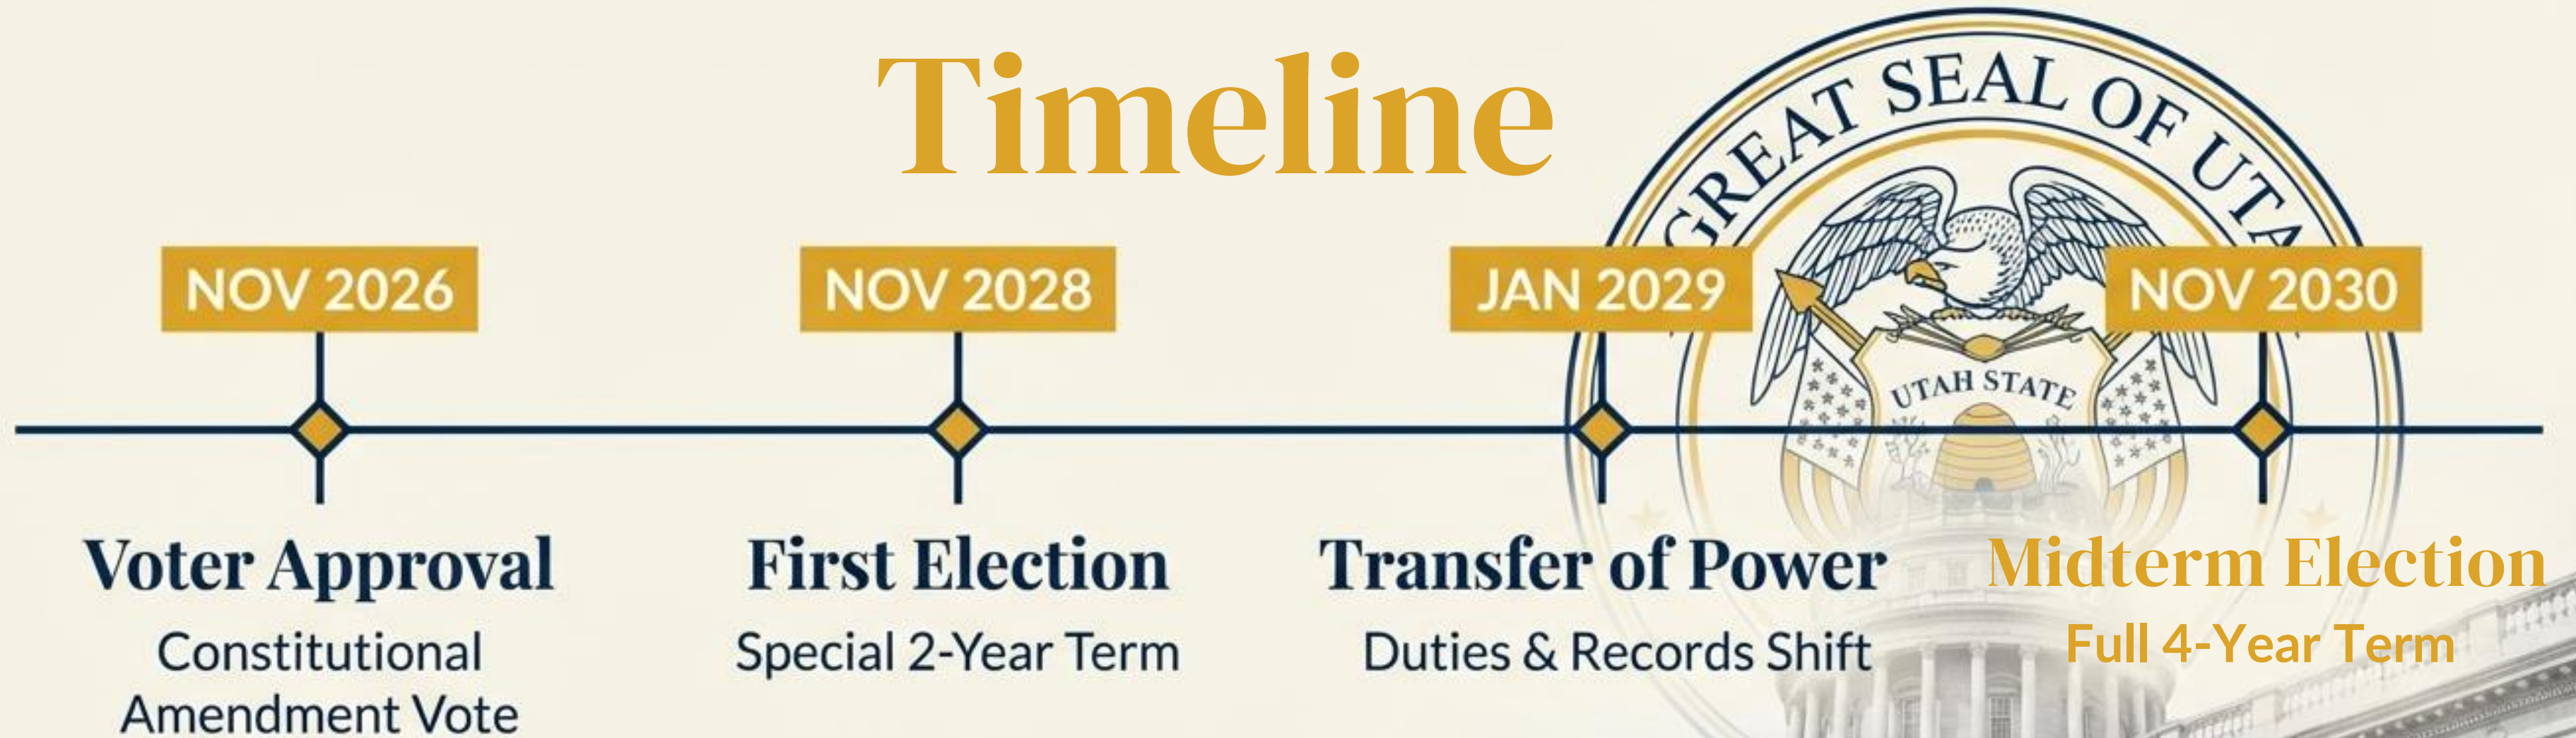 Timeline
GREAT SEAL OF UTA
NOV 2026
NOV 2028
JAN 2029
NOV 2030
UTAH STATE
Voter Approval
Constitutional
Amendment Vote
First Election
Special 2-Year Term
Transfer of Power
Duties & Records Shift
Midterm Election
Full 4-Year Term